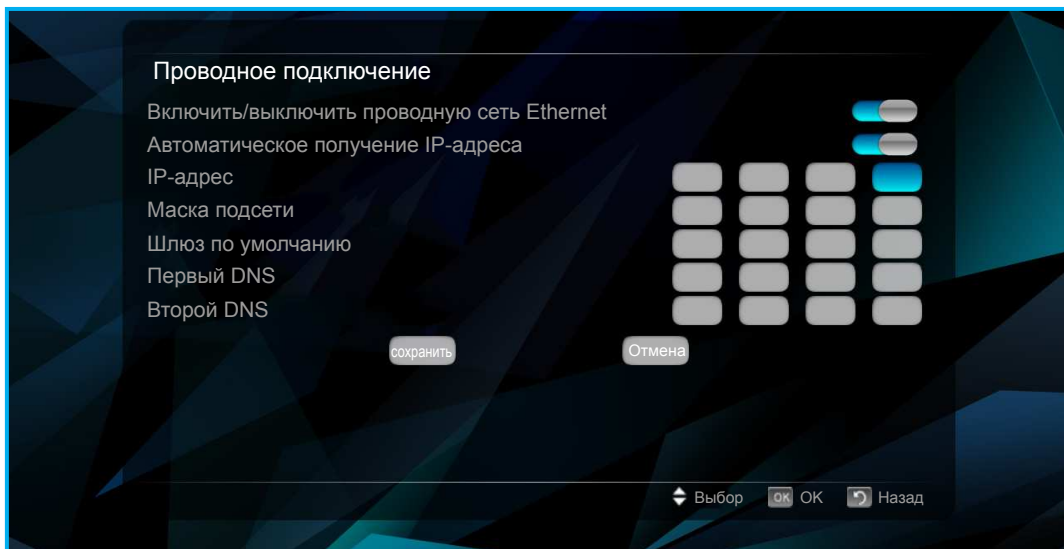 Проводное подключение
Включить/выключить проводную сеть Ethernet
Автоматическое получение IP-адреса
IP-адрес
Маска подсети
Шлюз по умолчанию
Первый DNS
Второй DNS
сохранить Отмена
Выбор OK OK Назад